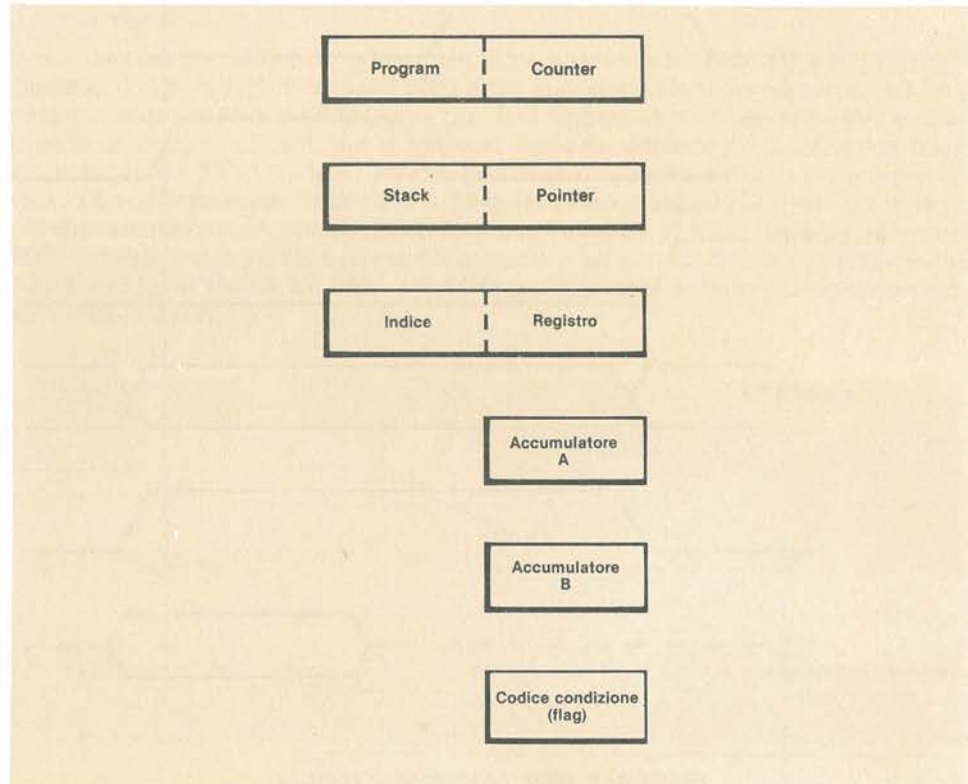 Program Counter
Stack Pointer
Indice Registro
Accumulatore
A
Accumulatore
B
Codice condizione
(flag)